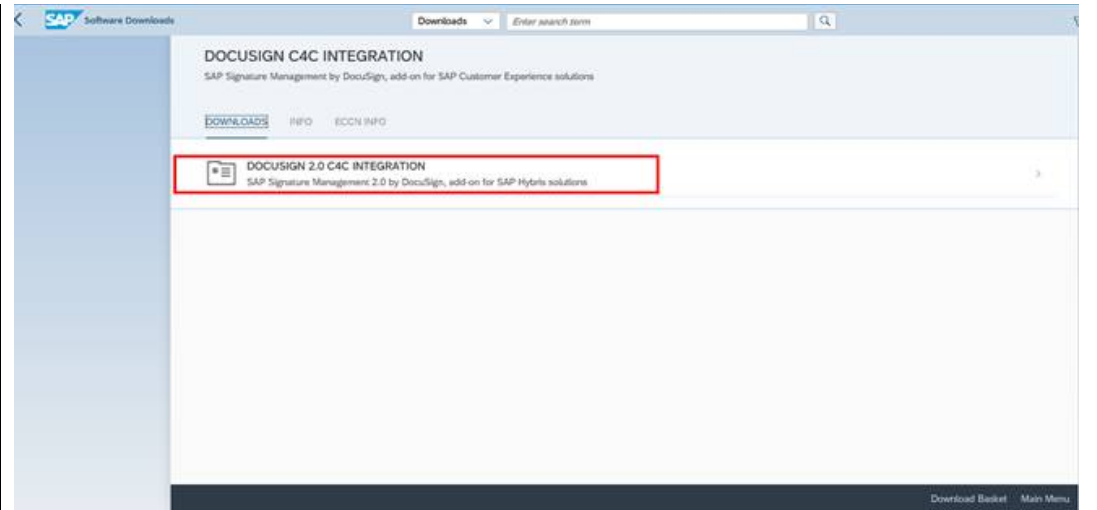 SAP Software Downloads Downloads Enter search term
DOCUSIGN C4C INTEGRATION
SAP Signature Management by DocuSign, add-on for SAP Customer Experience solutions
DOWNLOADS INFO ECCN INFO
DOCUSIGN 2.0 C4C INTEGRATION
SAP Signature Management 2.0 by DocuSign, add-on for SAP Hybris solutions
Download Basket Main Menu